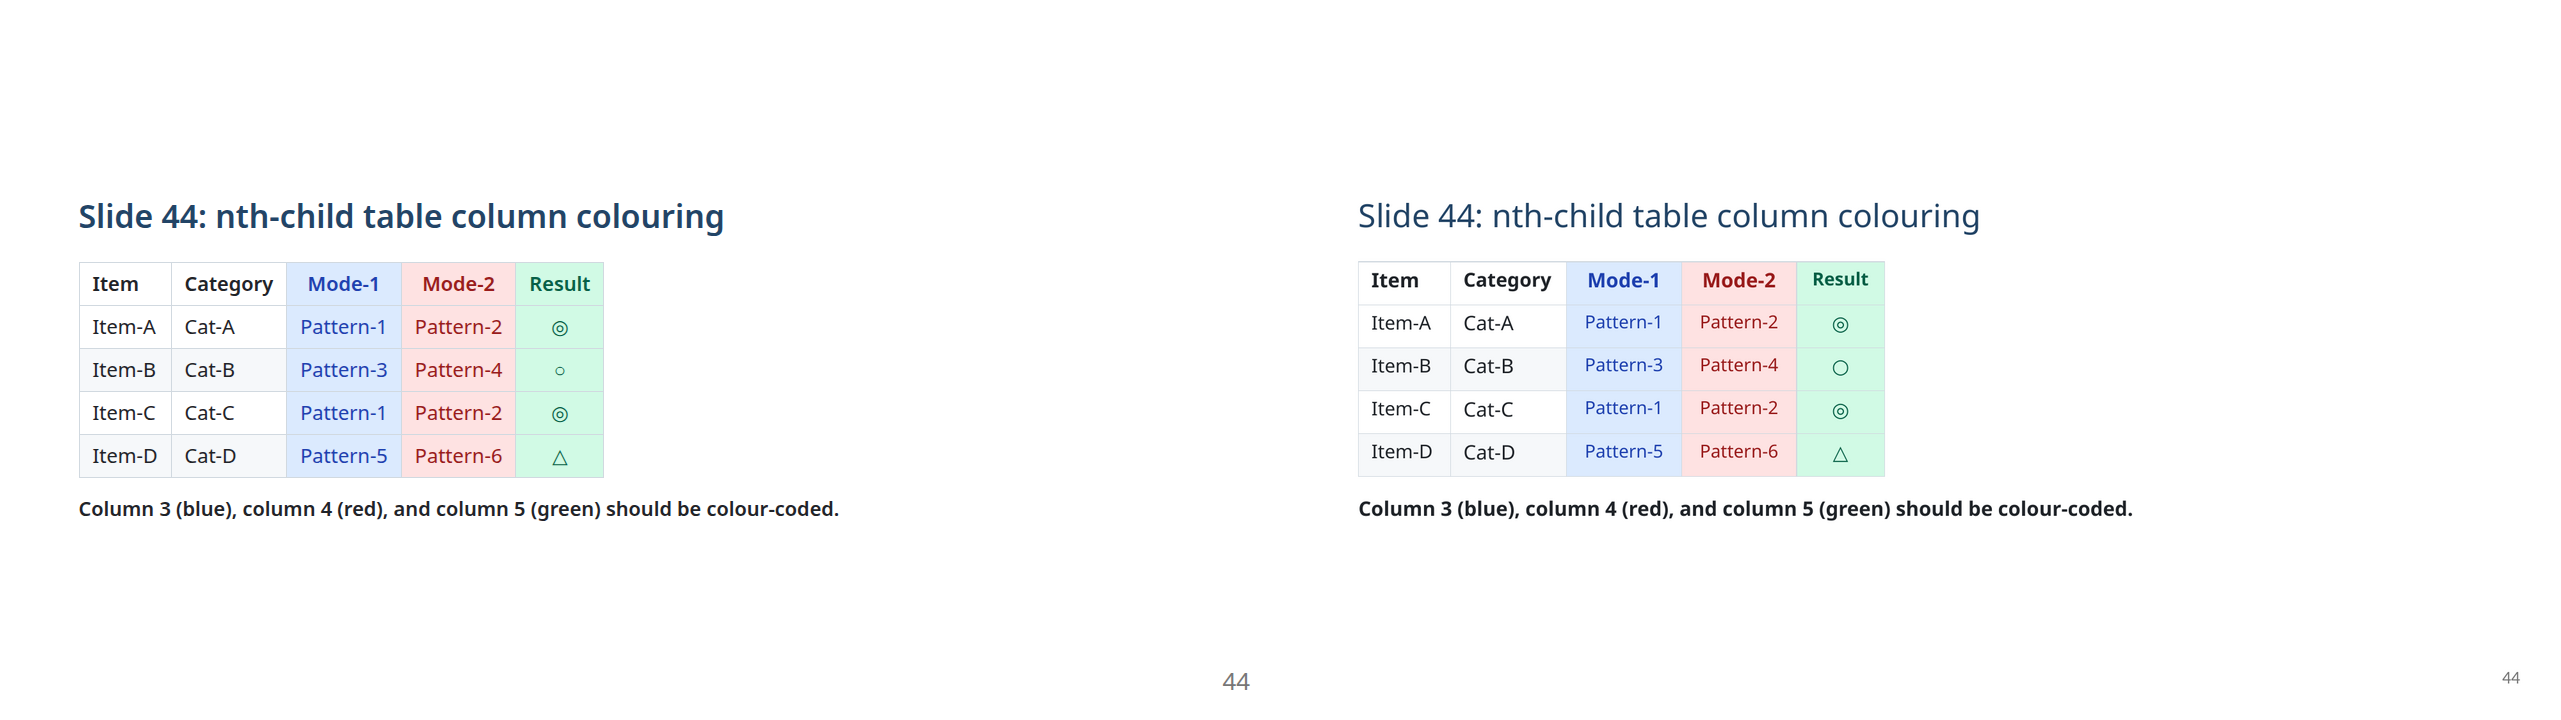 Slide 44: nth-child table column colouring
Item Category Mode-1 Mode-2 Result
Item-A Cat-A Pattern-1 Pattern-2 ◎
Item-B Cat-B Pattern-3 Pattern-4 ○
Item-C Cat-C Pattern-1 Pattern-2 ◎
Item-D Cat-D Pattern-5 Pattern-6 △
Column 3 (blue), column 4 (red), and column 5 (green) should be colour-coded.
44
Slide 44: nth-child table column colouring
Item Category Mode-1 Mode-2 Result
Item-A Cat-A Pattern-1 Pattern-2 ◎
Item-B Cat-B Pattern-3 Pattern-4 ○
Item-C Cat-C Pattern-1 Pattern-2 ◎
Item-D Cat-D Pattern-5 Pattern-6 △
Column 3 (blue), column 4 (red), and column 5 (green) should be colour-coded.
44